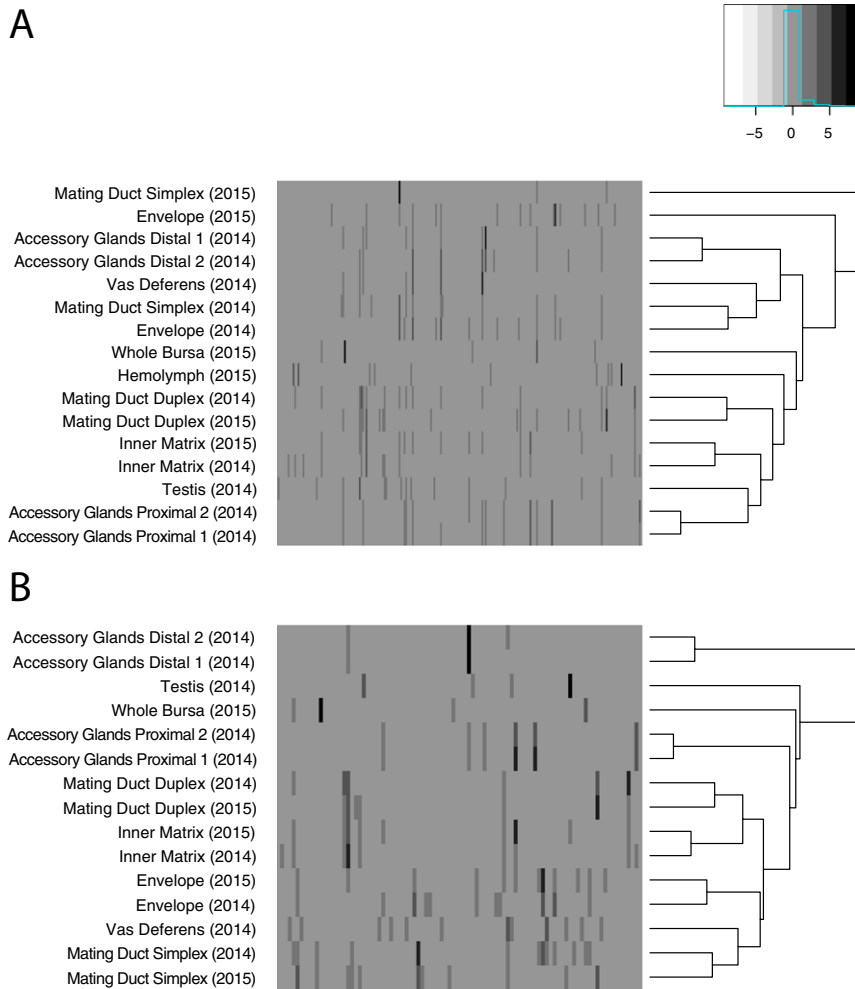 A
−5 0 5
Mating Duct Simplex (2015)
Envelope (2015)
Accessory Glands Distal 1 (2014)
Accessory Glands Distal 2 (2014)
Vas Deferens (2014)
Mating Duct Simplex (2014)
Envelope (2014)
Whole Bursa (2015)
Hemolymph (2015)
Mating Duct Duplex (2014)
Mating Duct Duplex (2015)
Inner Matrix (2015)
Inner Matrix (2014)
Testis (2014)
Accessory Glands Proximal 2 (2014)
Accessory Glands Proximal 1 (2014)
B
Accessory Glands Distal 2 (2014)
Accessory Glands Distal 1 (2014)
Testis (2014)
Whole Bursa (2015)
Accessory Glands Proximal 2 (2014)
Accessory Glands Proximal 1 (2014)
Mating Duct Duplex (2014)
Mating Duct Duplex (2015)
Inner Matrix (2015)
Inner Matrix (2014)
Envelope (2015)
Envelope (2014)
Vas Deferens (2014)
Mating Duct Simplex (2014)
Mating Duct Simplex (2015)